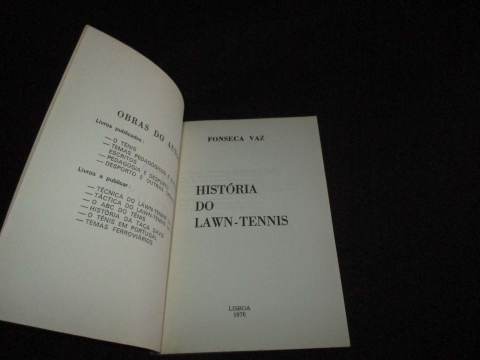 OBRAS DO
Livros publicados:
— O TÉNIS
— TEMAS PEDAGÓGICOS E
ESCRITOS
— PEDAGOGIA E DESPORTO
— DESPORTO E OUTROS
Livros a publicar:
— TÉCNICA DO LAWN-TENNIS
— TÁCTICA DO LAWN-TENNIS
— O ABC DO TÉNIS
— HISTÓRIA DA TAÇA DAVIS
— O TÉNIS EM PORTUGAL
— TEMAS FERROVIÁRIOS
FONSECA VAZ
HISTÓRIA
DO
LAWN-TENNIS
LISBOA
1976